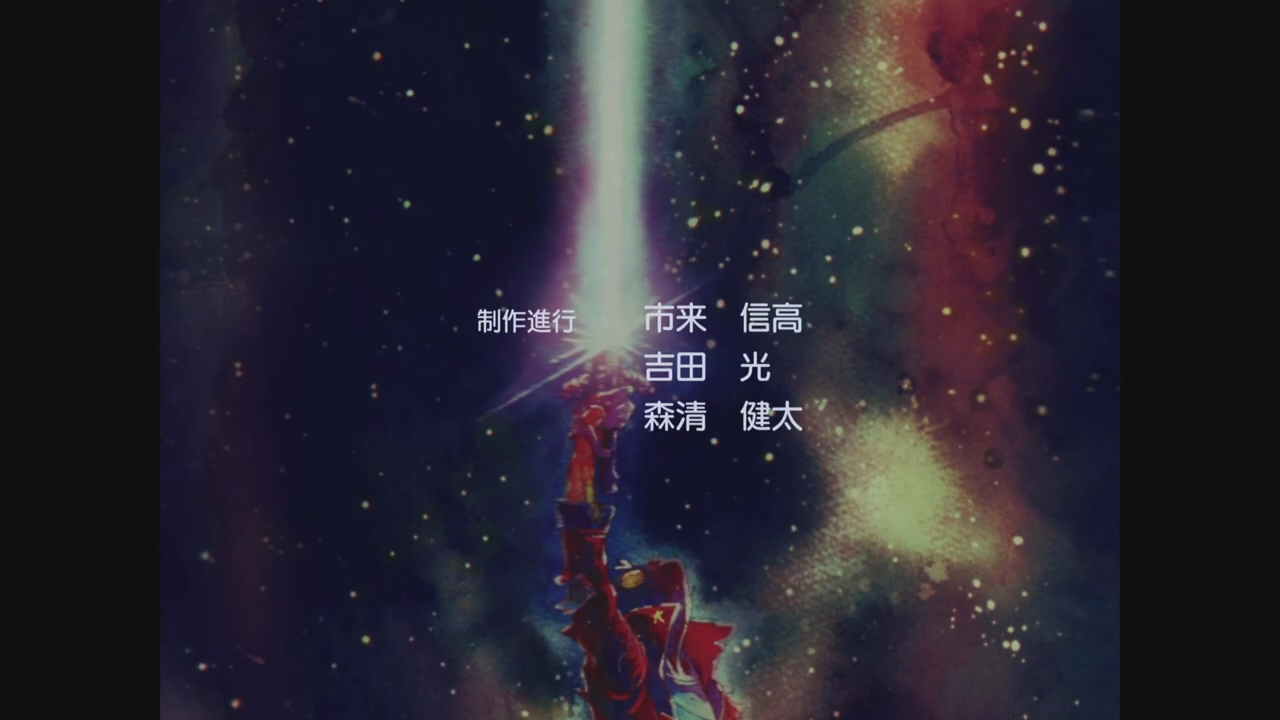 制作進行 市来 信高
吉田 光
森清 健太